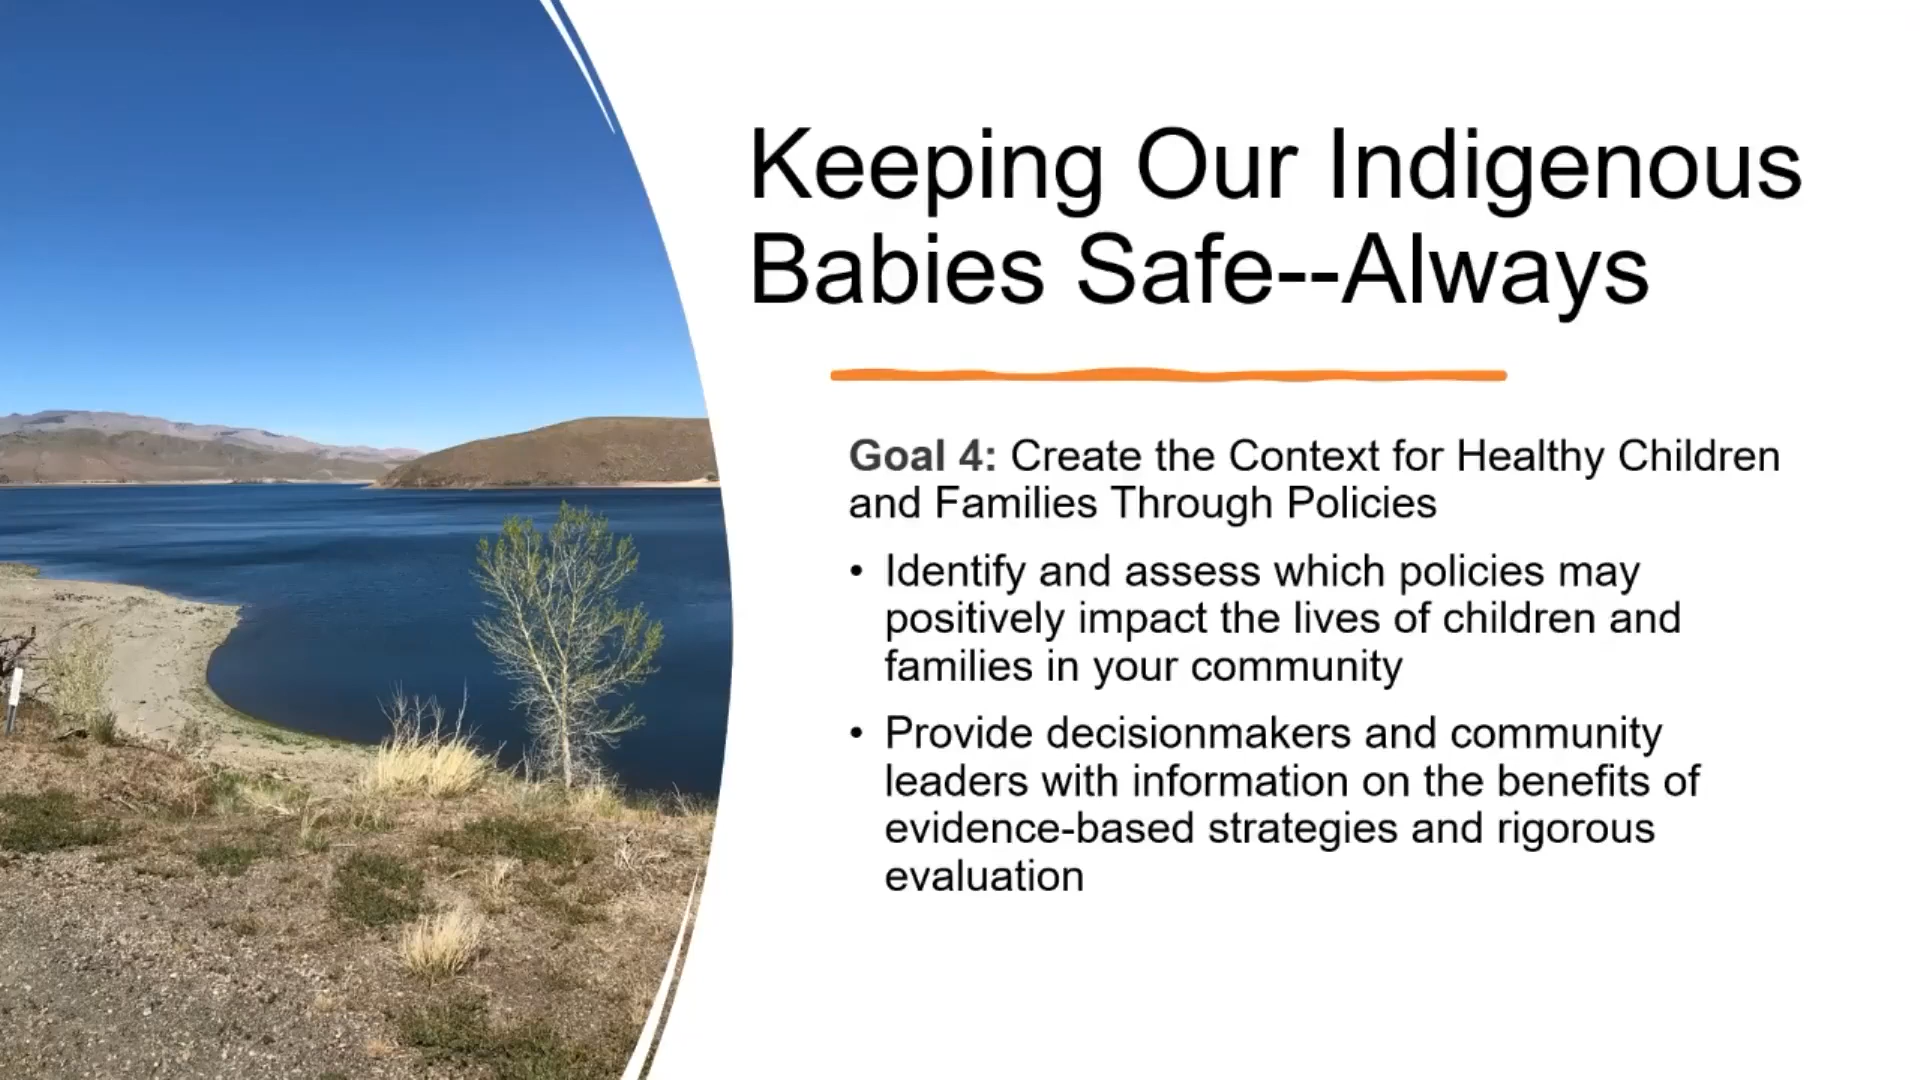 Keeping Our Indigenous
Babies Safe--Always
Goal 4: Create the Context for Healthy Children
and Families Through Policies
• Identify and assess which policies may
positively impact the lives of children and
families in your community
• Provide decisionmakers and community
leaders with information on the benefits of
evidence-based strategies and rigorous
evaluation